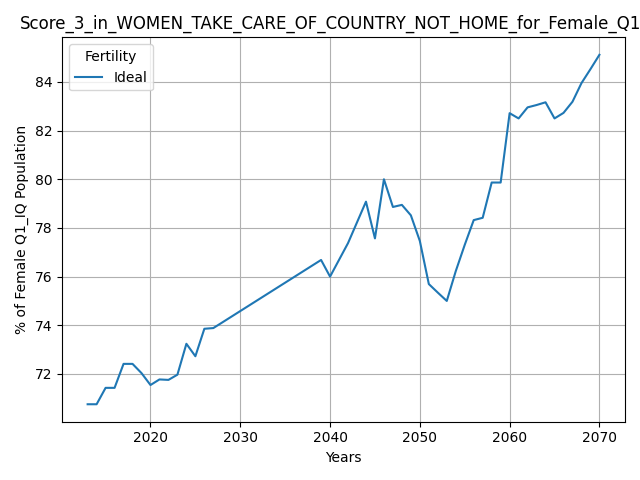 Score_3_in_WOMEN_TAKE_CARE_OF_COUNTRY_NOT_HOME_for_Female_Q1
Fertility
Ideal
% of Female Q1_IQ Population
84
82
80
78
76
74
72
2020 2030 2040 2050 2060 2070
Years